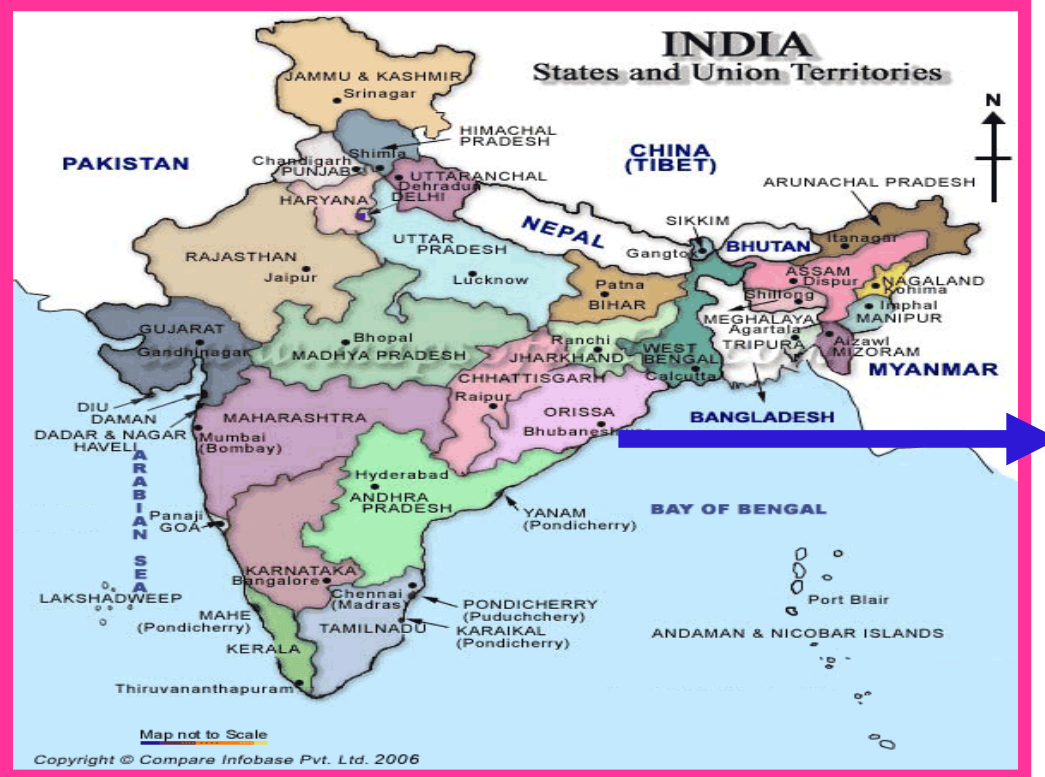 INDIA
States and Union Territories
N
JAMMU & KASHMIR
Srinagar
HIMACHAL
PRADESH
PAKISTAN
CHINA
(TIBET)
Chandigarh
Shimla
PUNJAB
UTTARANCHAL
Dehradun
DELHI
HARYANA
ARUNACHAL PRADESH
NEPAL
SIKKIM
Gangtok
BHUTAN
Itanagar
UTTAR
PRADESH
Lucknow
RAJASTHAN
Jaipur
Patna
BIHAR
ASSAM
Dispur
NAGALAND
Kohima
Shillong
MEGHALAYA
Imphal
MANIPUR
Agartala
TRIPURA
Aizawl
MIZORAM
MYANMAR
GUJARAT
Gandhinagar
Bhopal
MADHYA PRADESH
Ranchi
JHARKHAND
WEST
BENGAL
Calcutta
CHHATTISGARH
Raipur
DIU
DAMAN
DADAR & NAGAR
HAVELI
MAHARASHTRA
Mumbai
(Bombay)
ORISSA
BANGLADESH
ARABIAN SEA
Hyderabad
ANDHRA
PRADESH
YANAM
(Pondicherry)
BAY OF BENGAL
Panaji
GOA
KARNATAKA
Bangalore
Chennai
(Madras)
LAKSHADWEEP
MAHE
(Pondicherry)
PONDICHERRY
(Puduchchery)
KARAIKAL
(Pondicherry)
TAMILNADU
KERALA
Port Blair
ANDAMAN & NICOBAR ISLANDS
Thiruvananthapuram
Map not to Scale
Copyright © Compare Infobase Pvt. Ltd. 2006